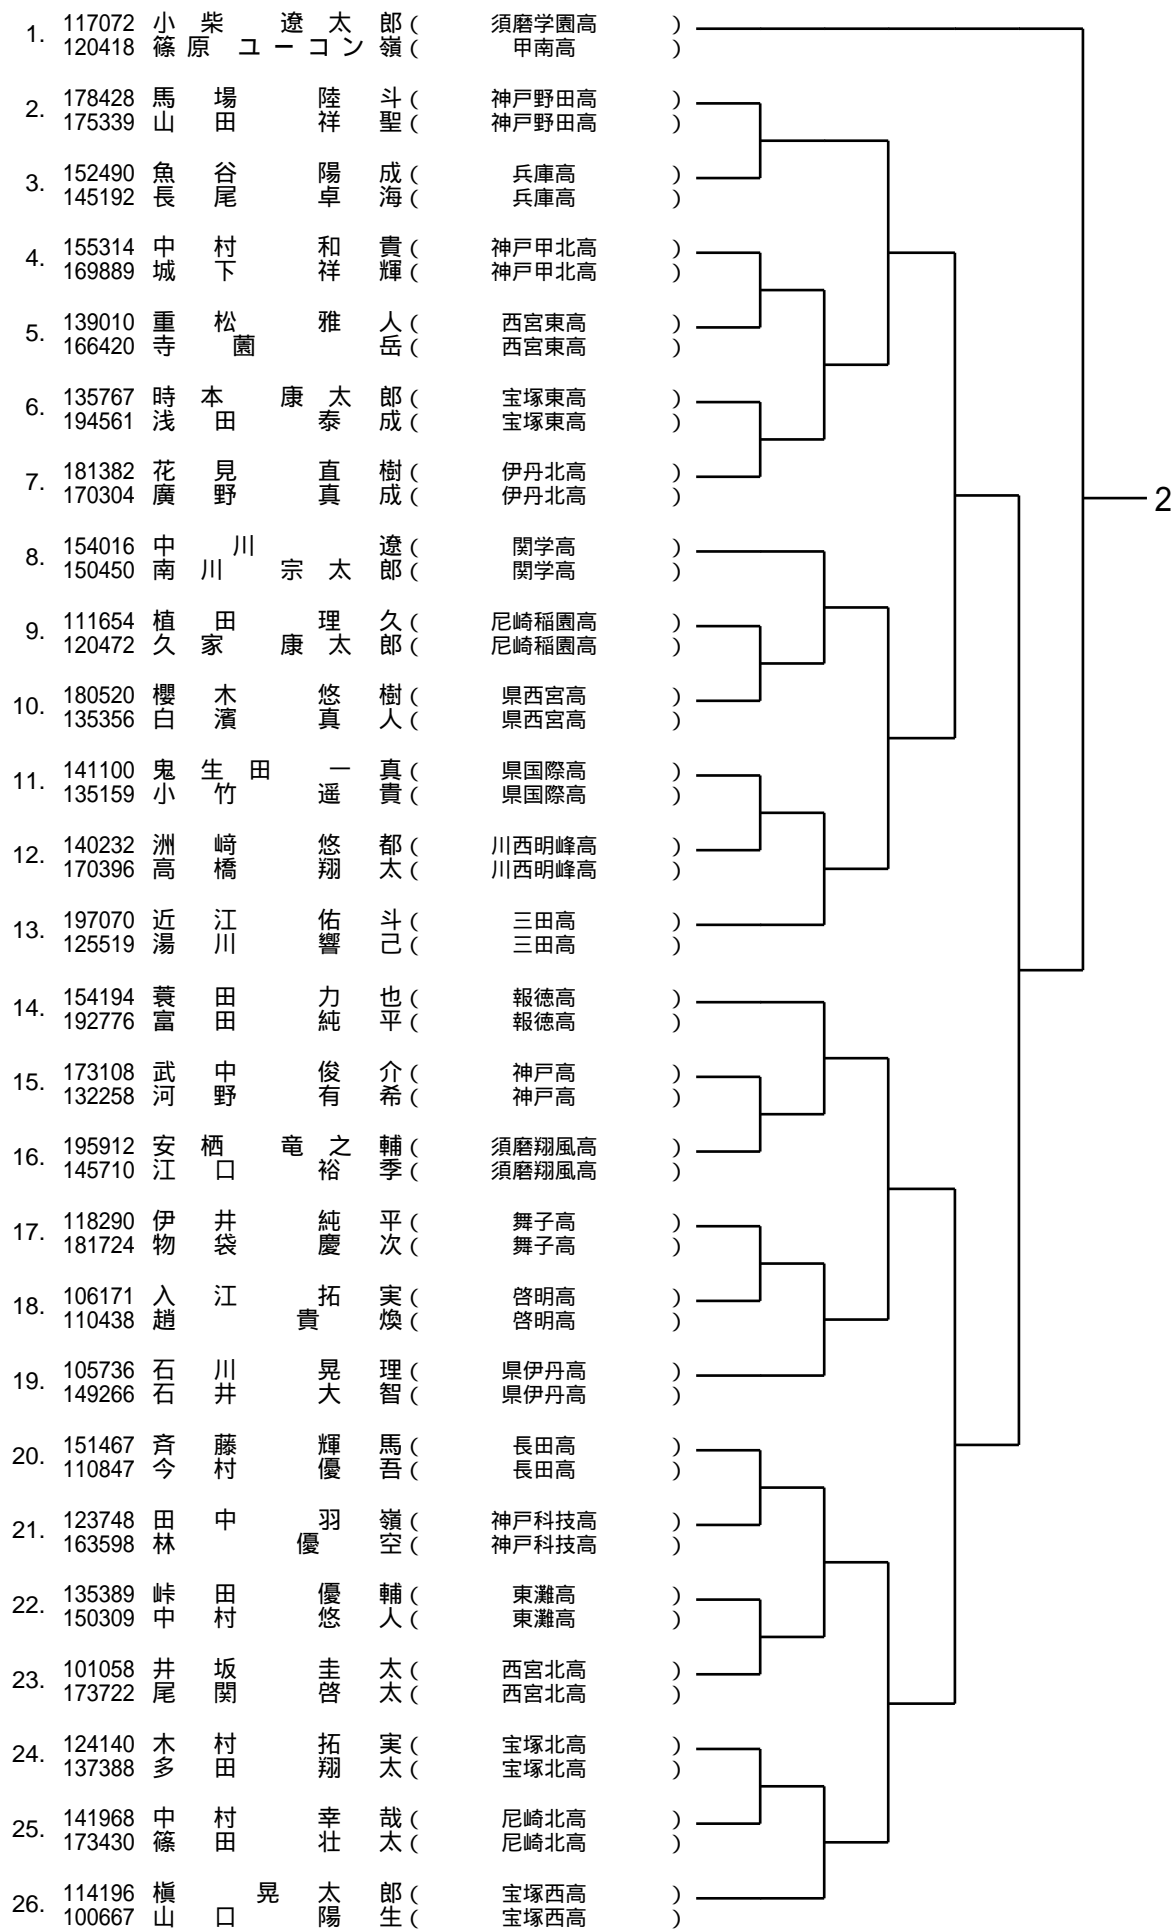 1. 117072 小柴 遼太郎 ( 須磨学園高 )
120418 篠原 ユーコン嶺 ( 甲南高 )
2. 178428 馬場 陸斗 ( 神戸野田高 )
175339 山田 祥聖 ( 神戸野田高 )
3. 152490 魚谷 陽成 ( 兵庫高 )
145192 長尾 卓海 ( 兵庫高 )
4. 155314 中村 和貴 ( 神戸甲北高 )
169889 城下 祥輝 ( 神戸甲北高 )
5. 139010 重松 雅人 ( 西宮東高 )
166420 寺薗 岳 ( 西宮東高 )
6. 135767 時本 康太郎 ( 宝塚東高 )
194561 浅田 泰成 ( 宝塚東高 )
7. 181382 花見 直樹 ( 伊丹北高 )
170304 廣野 真成 ( 伊丹北高 )
2
8. 154016 中川 遼 ( 関学高 )
150450 南川 宗太郎 ( 関学高 )
9. 111654 植田 理久 ( 尼崎稲園高 )
120472 久家 康太郎 ( 尼崎稲園高 )
10. 180520 櫻木 悠樹 ( 県西宮高 )
135356 白濱 真人 ( 県西宮高 )
11. 141100 鬼生田 一真 ( 県国際高 )
135159 小竹 遥貴 ( 県国際高 )
12. 140232 洲﨑 悠都 ( 川西明峰高 )
170396 高橋 翔太 ( 川西明峰高 )
13. 197070 近江 佑斗 ( 三田高 )
125519 湯川 響己 ( 三田高 )
14. 154194 蓑田 力也 ( 報徳高 )
192776 富田 純平 ( 報徳高 )
15. 173108 武中 俊介 ( 神戸高 )
132258 河野 有希 ( 神戸高 )
16. 195912 安栖 竜之輔 ( 須磨翔風高 )
145710 江口 裕季 ( 須磨翔風高 )
17. 118290 伊井 純平 ( 舞子高 )
181724 物袋 慶次 ( 舞子高 )
18. 106171 入江 拓実 ( 啓明高 )
110438 趙 貴煥 ( 啓明高 )
19. 105736 石川 晃理 ( 県伊丹高 )
149266 石井 大智 ( 県伊丹高 )
20. 151467 斉藤 輝馬 ( 長田高 )
110847 今村 優吾 ( 長田高 )
21. 123748 田中 羽嶺 ( 神戸科技高 )
163598 林 優空 ( 神戸科技高 )
22. 135389 峠田 優輔 ( 東灘高 )
150309 中村 悠人 ( 東灘高 )
23. 101058 井坂 圭太 ( 西宮北高 )
173722 尾関 啓太 ( 西宮北高 )
24. 124140 木村 拓実 ( 宝塚北高 )
137388 多田 翔太 ( 宝塚北高 )
25. 141968 中村 幸哉 ( 尼崎北高 )
173430 篠田 壮太 ( 尼崎北高 )
26. 114196 槇 晃太郎 ( 宝塚西高 )
100667 山口 陽生 ( 宝塚西高 )